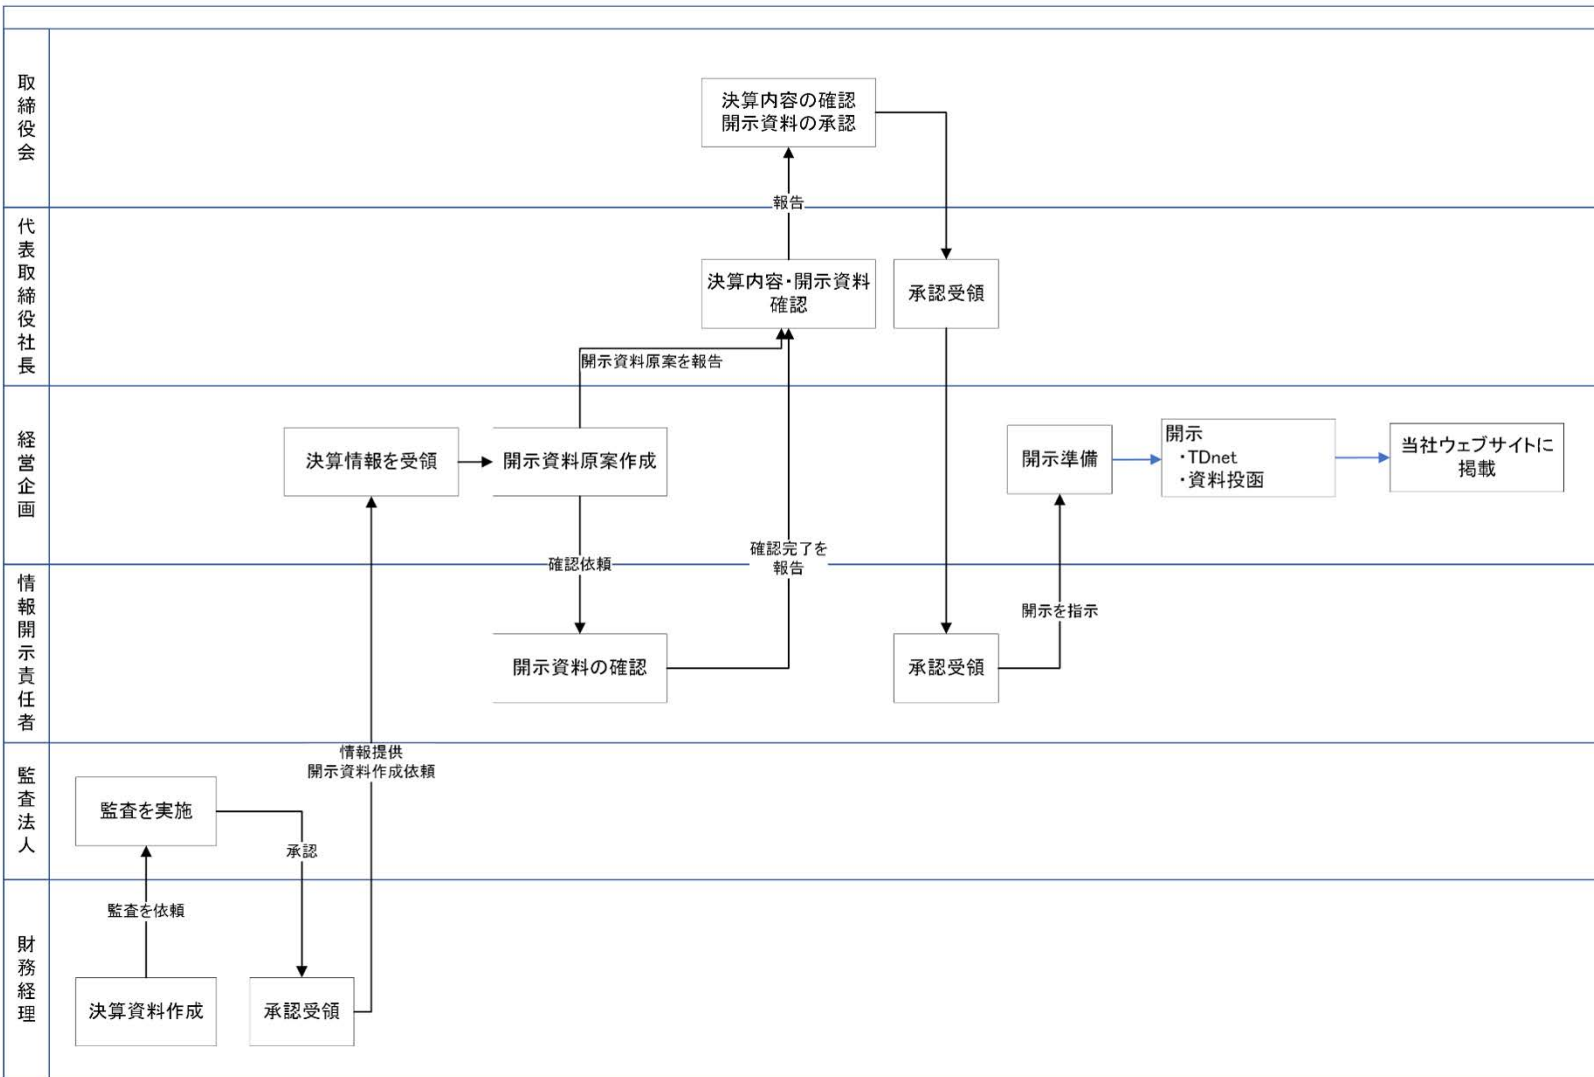 取締役会
決算内容の確認
開示資料の承認
報告
代表取締役社長
決算内容・開示資料
確認
承認受領
開示資料原案を報告
経営企画
決算情報を受領
開示資料原案作成
開示準備
開示
・TDnet
・資料投函
当社ウェブサイトに
掲載
確認依頼
確認完了を
報告
情報開示責任者
開示を指示
開示資料の確認
承認受領
情報提供
開示資料作成依頼
監査法人
監査を実施
承認
監査を依頼
財務経理
決算資料作成
承認受領